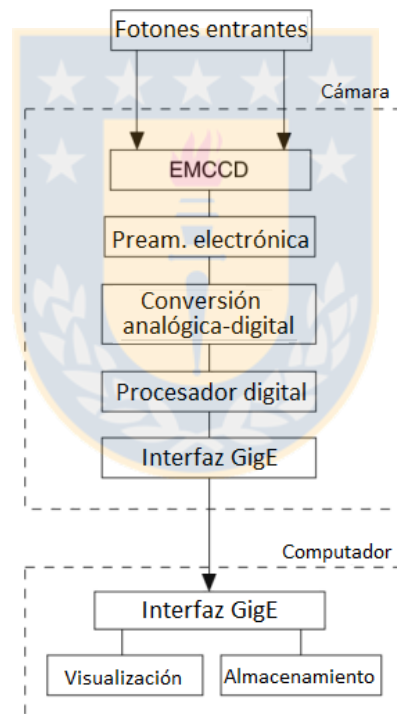 Fotones entrantes
Cámara
EMCCD
Pream. electrónica
Conversión
analógica-digital
Procesador digital
Interfaz GigE
Computador
Interfaz GigE
Visualización
Almacenamiento